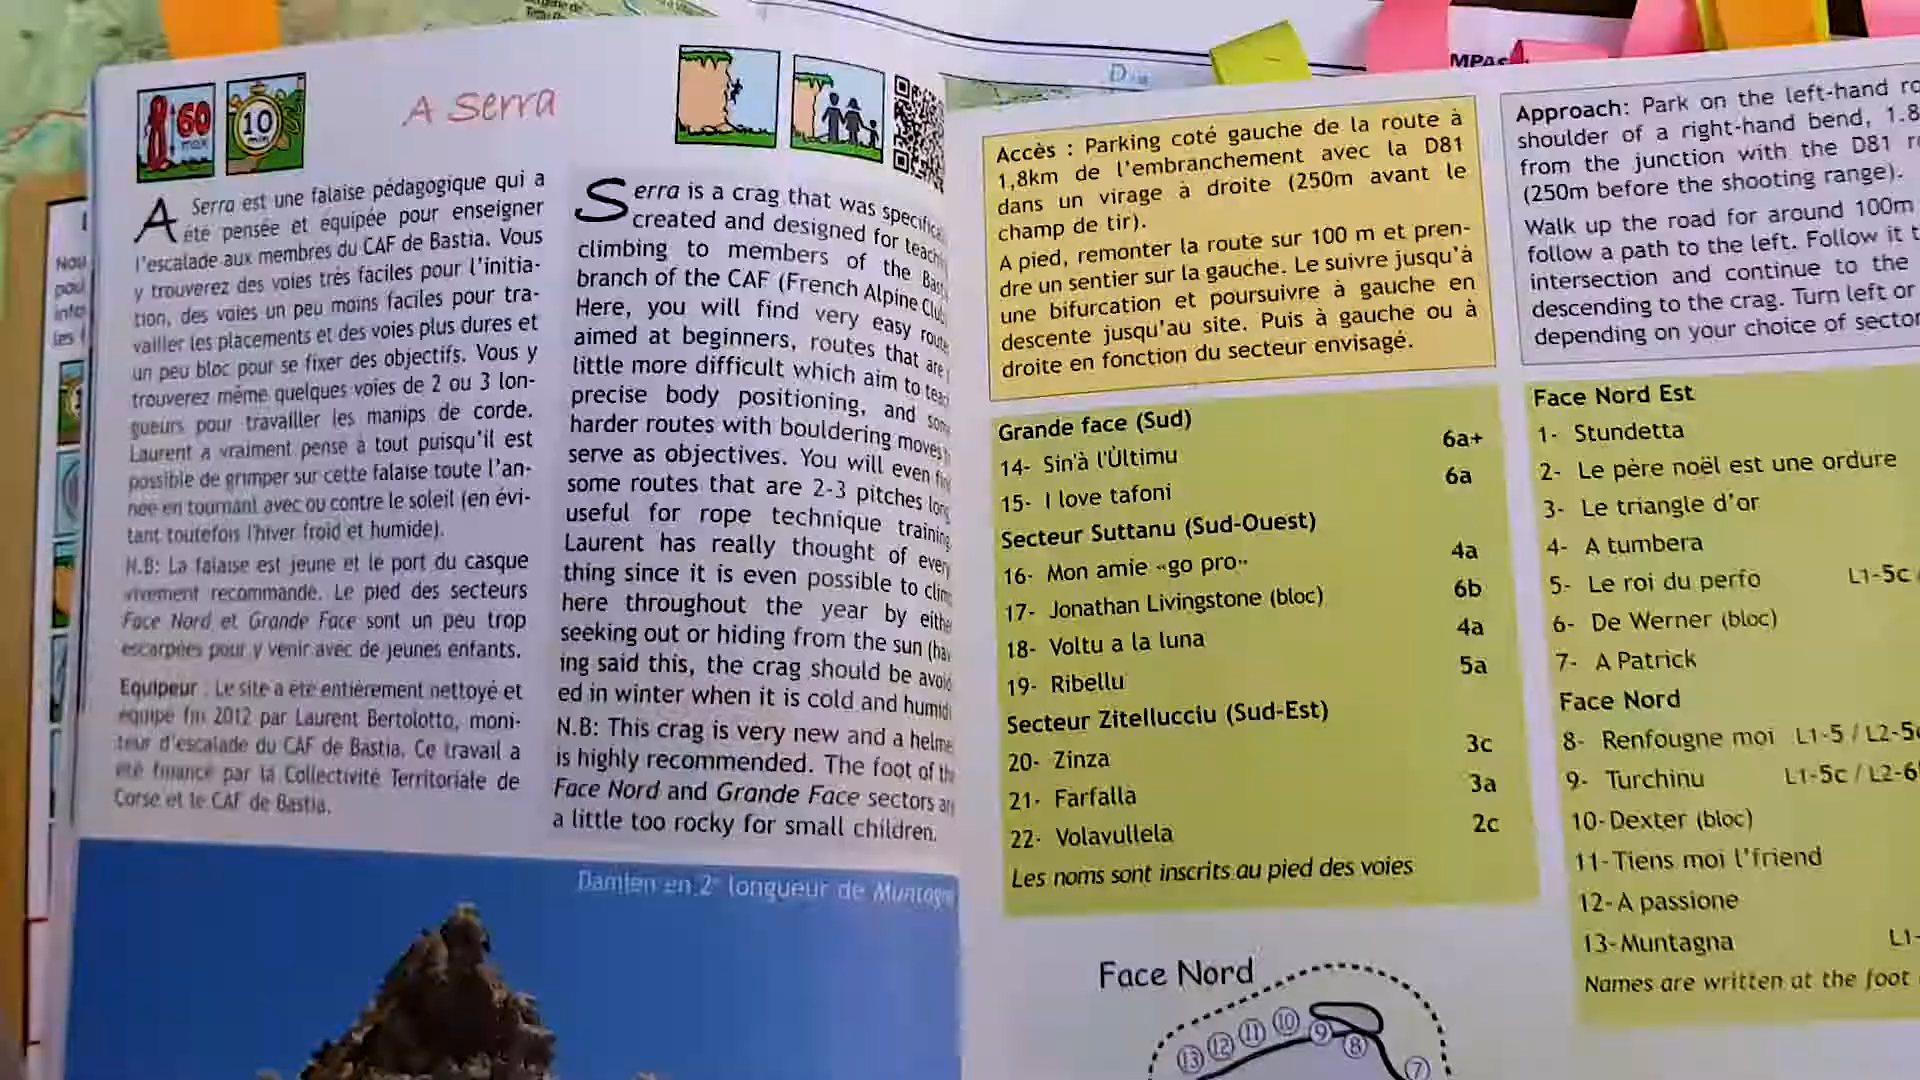 60
max
10
min
A Serra
A Serra est une falaise pédagogique qui a
été pensée et équipée pour enseigner
l'escalade aux membres du CAF de Bastia. Vous
y trouverez des voies très faciles pour l'initia-
tion, des voies un peu moins faciles pour tra-
vailler les placements et des voies plus dures et
un peu bloc pour se fixer des objectifs. Vous y
trouverez même quelques voies de 2 ou 3 lon-
gueurs pour travailler les manips de corde.
Laurent a vraiment pensé à tout puisqu'il est
possible de grimper sur cette falaise toute l'an-
née en tournant avec ou contre le soleil (en évi-
tant toutefois l'hiver froid et humide).
N.B: La falaise est jeune et le port du casque
vivement recommandé. Le pied des secteurs
Face Nord et Grande Face sont un peu trop
escarpées pour y venir avec de jeunes enfants.
Equipeur : Le site a été entièrement nettoyé et
équipé fin 2012 par Laurent Bertolotto, moni-
teur d'escalade du CAF de Bastia. Ce travail a
été financé par la Collectivité Territoriale de
Corse et le CAF de Bastia.
Serra is a crag that was
created and designed for
climbing to members of the
branch of the CAF (French Alpine
Here, you will find very easy
aimed at beginners, routes that are
little more difficult which aim to
precise body positioning, and
harder routes with bouldering moves
serve as objectives. You will even
some routes that are 2-3 pitches
useful for rope technique training
Laurent has really thought of
thing since it is even possible to
here throughout the year by
seeking out or hiding from the sun
ing said this, the crag should be
ed in winter when it is cold and
N.B: This crag is very new and a
is highly recommended. The foot of
Face Nord and Grande Face sectors
a little too rocky for small children.
Damien en 2e longueur de
Accès : Parking coté gauche de la route à
1,8km de l'embranchement avec la D81
dans un virage à droite (250m avant le
champ de tir).
A pied, remonter la route sur 100 m et pren-
dre un sentier sur la gauche. Le suivre jusqu'à
une bifurcation et poursuivre à gauche en
descente jusqu'au site. Puis à gauche ou à
droite en fonction du secteur envisagé.
Grande face (Sud)
14- Sin'à l'Ùltimu 6a+
15- I love tafoni 6a
Secteur Suttanu (Sud-Ouest)
16- Mon amie «go pro» 4a
17- Jonathan Livingstone (bloc) 6b
18- Voltu a la luna 4a
19- Ribellu 5a
Secteur Zitellucciu (Sud-Est)
20- Zinza 3c
21- Farfalla 3a
22- Volavullela 2c
Les noms sont inscrits au pied des voies
Approach: Park on the left-hand
shoulder of a right-hand bend,
from the junction with the D81
(250m before the shooting range).
Walk up the road for around 100m
follow a path to the left. Follow it
intersection and continue to the
descending to the crag. Turn left or
depending on your choice of
Face Nord Est
1- Stundetta
2- Le père noël est une ordure
3- Le triangle d'or
4- A tumbera
5- Le roi du perfo L1-5c
6- De Werner (bloc)
7- A Patrick
Face Nord
8- Renfougne moi L1-5 /
9- Turchinu L1-5c /
10-Dexter (bloc)
11-Tiens moi l'friend
12-A passione
13-Muntagna
Names are written at the foot
Face Nord
13 12 11 10 9 8 7